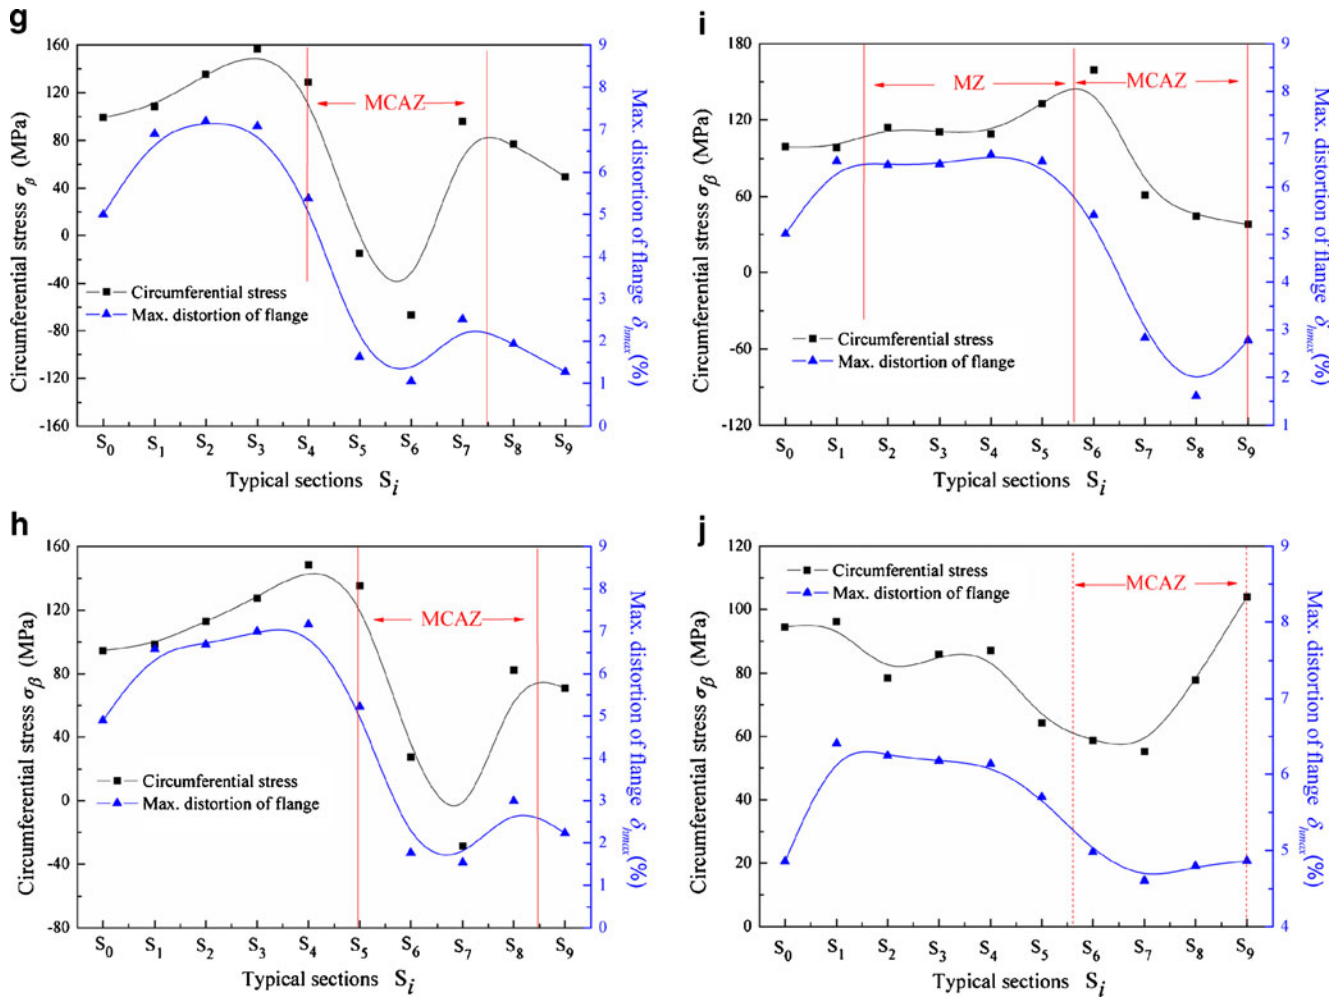 g
160
120
80
40
0
-40
-80
-120
-160
Circumferential stress σβ (MPa)
MCAZ
Circumferential stress
Max. distortion of flange
9
8
7
6
5
4
3
2
1
0
Max. distortion of flange δhmax(%)
S0 S1 S2 S3 S4 S5 S6 S7 S8 S9
Typical sections Si
i
180
120
60
0
-60
-120
Circumferential stress σβ (MPa)
MZ MCAZ
Circumferential stress
Max. distortion of flange
9
8
7
6
5
4
3
2
1
Max. distortion of flange δhmax(%)
S0 S1 S2 S3 S4 S5 S6 S7 S8 S9
Typical sections Si
h
160
120
80
40
0
-40
-80
Circumferential stress σβ (MPa)
MCAZ
Circumferential stress
Max. distortion of flange
9
8
7
6
5
4
3
2
1
0
Max. distortion of flange δhmax(%)
S0 S1 S2 S3 S4 S5 S6 S7 S8 S9
Typical sections Si
j
120
100
80
60
40
20
0
Circumferential stress σβ (MPa)
Circumferential stress
Max. distortion of flange
MCAZ
9
8
7
6
5
4
Max. distortion of flange δhmax(%)
S0 S1 S2 S3 S4 S5 S6 S7 S8 S9
Typical sections Si